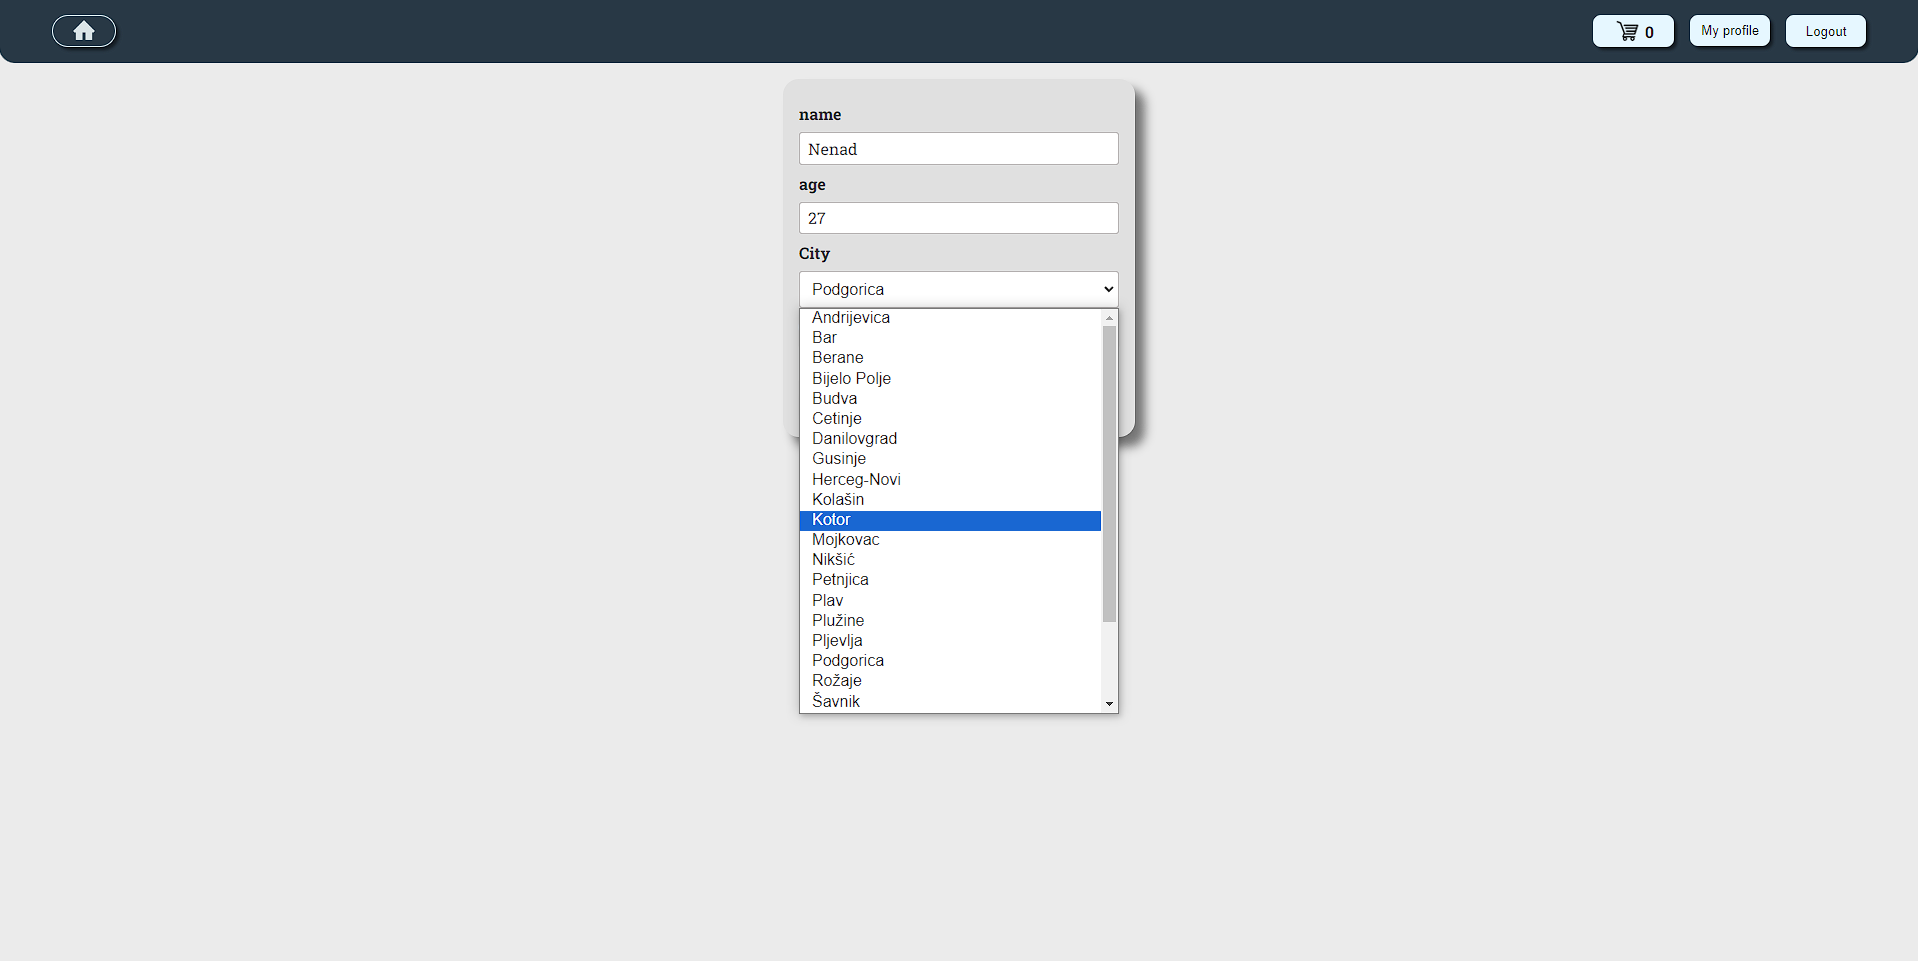 0
My profile
Logout
name
Nenad
age
27
City
Podgorica
Andrijevica
Bar
Berane
Bijelo Polje
Budva
Cetinje
Danilovgrad
Gusinje
Herceg-Novi
Kolašin
Kotor
Mojkovac
Nikšić
Petnjica
Plav
Plužine
Pljevlja
Podgorica
Rožaje
Šavnik